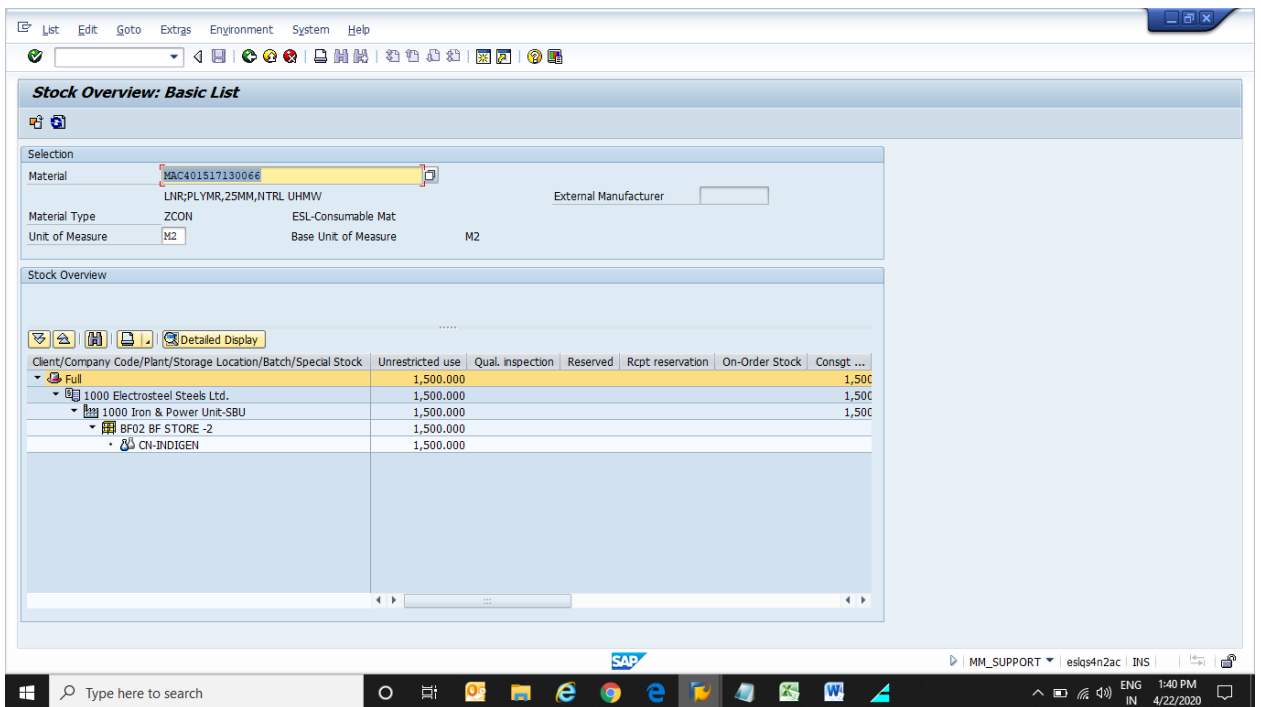 List Edit Goto Extras Environment System Help
Stock Overview: Basic List
Selection
Material MAC401517130066
LNR;PLYMR,25MM,NTRL UHMW External Manufacturer
Material Type ZCON ESL-Consumable Mat
Unit of Measure M2 Base Unit of Measure M2
Stock Overview
Detailed Display
Client/Company Code/Plant/Storage Location/Batch/Special Stock Unrestricted use Qual. inspection Reserved Rcpt reservation On-Order Stock Consgt ...
Full 1,500.000 1,500
1000 Electrosteel Steels Ltd. 1,500.000 1,500
1000 Iron & Power Unit-SBU 1,500.000 1,500
BF02 BF STORE -2 1,500.000
CN-INDIGEN 1,500.000
SAP MM_SUPPORT eslqs4n2ac INS
Type here to search ENG 1:40 PM
IN 4/22/2020